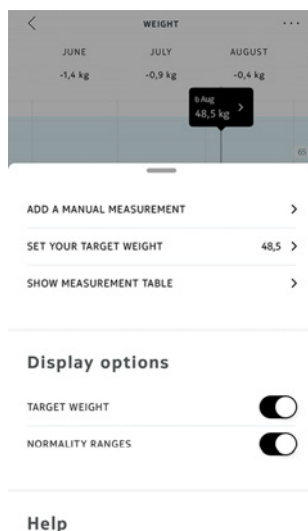 WEIGHT
JUNE JULY AUGUST
-1,4 kg -0,9 kg -0,4 kg
6 Aug
48,5 kg
65
ADD A MANUAL MEASUREMENT
SET YOUR TARGET WEIGHT 48,5
SHOW MEASUREMENT TABLE
Display options
TARGET WEIGHT
NORMALITY RANGES
Help